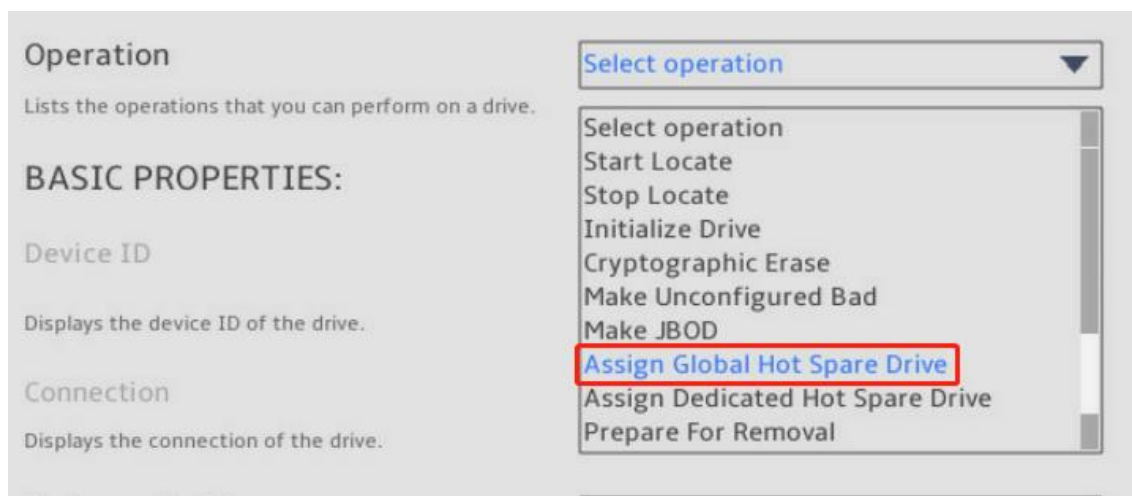 Operation
Select operation
Lists the operations that you can perform on a drive.
Select operation
Start Locate
BASIC PROPERTIES:
Stop Locate
Initialize Drive
Device ID
Cryptographic Erase
Make Unconfigured Bad
Displays the device ID of the drive.
Make JBOD
Assign Global Hot Spare Drive
Connection
Assign Dedicated Hot Spare Drive
Displays the connection of the drive.
Prepare For Removal